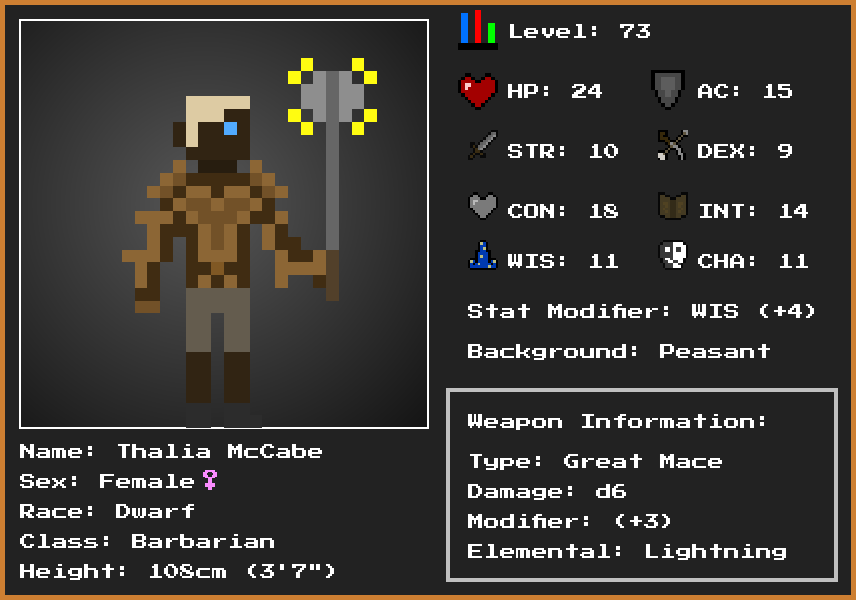 Level: 73
HP: 24
AC: 15
STR: 10
DEX: 9
CON: 18
INT: 14
WIS: 11
CHA: 11
Stat Modifier: WIS (+4)
Background: Peasant
Weapon Information:
Type: Great Mace
Damage: d6
Modifier: (+3)
Elemental: Lightning
Name: Thalia McCabe
Sex: Female♀
Race: Dwarf
Class: Barbarian
Height: 108cm (3'7")